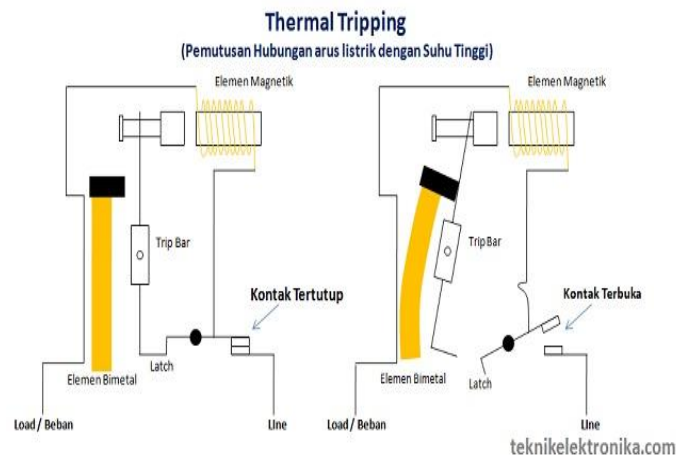 Thermal Tripping
(Pemutusan Hubungan arus listrik dengan Suhu Tinggi)
Elemen Magnetik
Trip Bar
Kontak Tertutup
Latch
Elemen Bimetal
Load / Beban
Line
Elemen Magnetik
Trip Bar
Kontak Terbuka
Elemen Bimetal
Latch
Load / Beban
Line
teknikelektronika.com